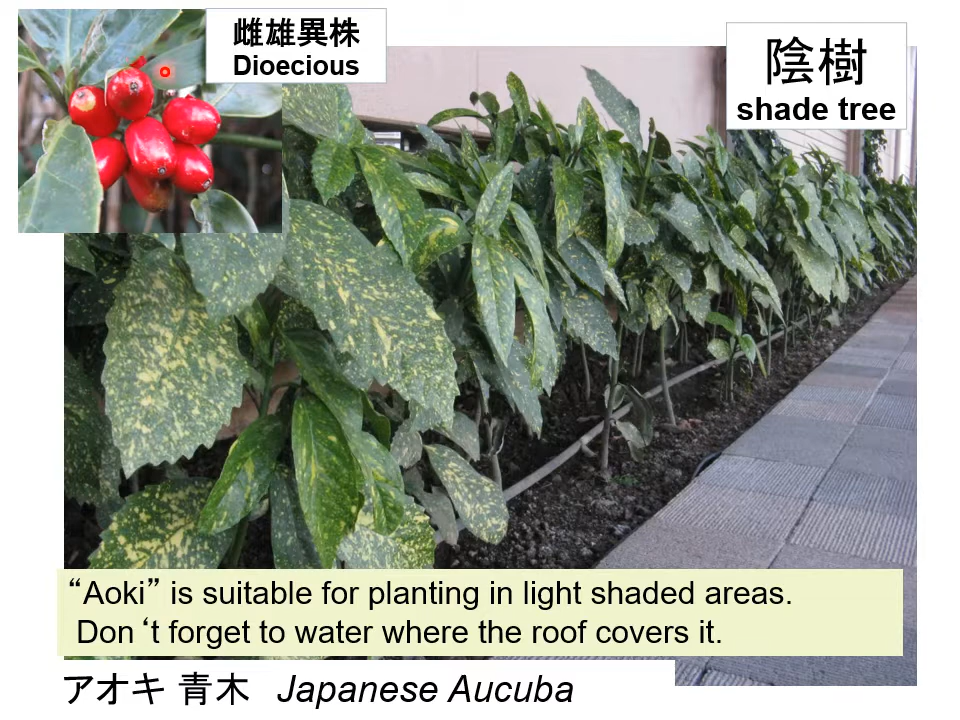 雌雄異株
Dioecious
陰樹
shade tree
“Aoki” is suitable for planting in light shaded areas.
Don‘t forget to water where the roof covers it.
アオキ 青木 Japanese Aucuba